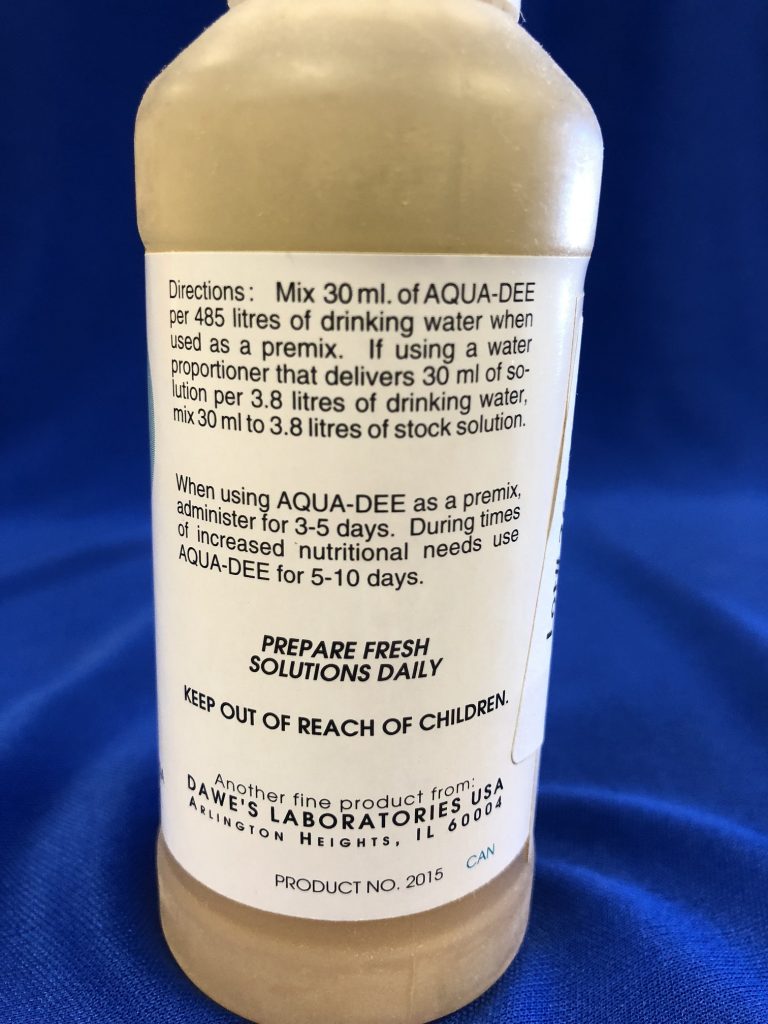 Directions: Mix 30 ml. of AQUA-DEE
per 485 litres of drinking water when
used as a premix. If using a water
proportioner that delivers 30 ml of so-
lution per 3.8 litres of drinking water,
mix 30 ml to 3.8 litres of stock solution.
When using AQUA-DEE as a premix,
administer for 3-5 days. During times
of increased nutritional needs use
AQUA-DEE for 5-10 days.
PREPARE FRESH
SOLUTIONS DAILY
KEEP OUT OF REACH OF CHILDREN.
Another fine product from:
DAWE'S LABORATORIES USA
ARLINGTON HEIGHTS, IL 60004
CAN
PRODUCT NO. 2015